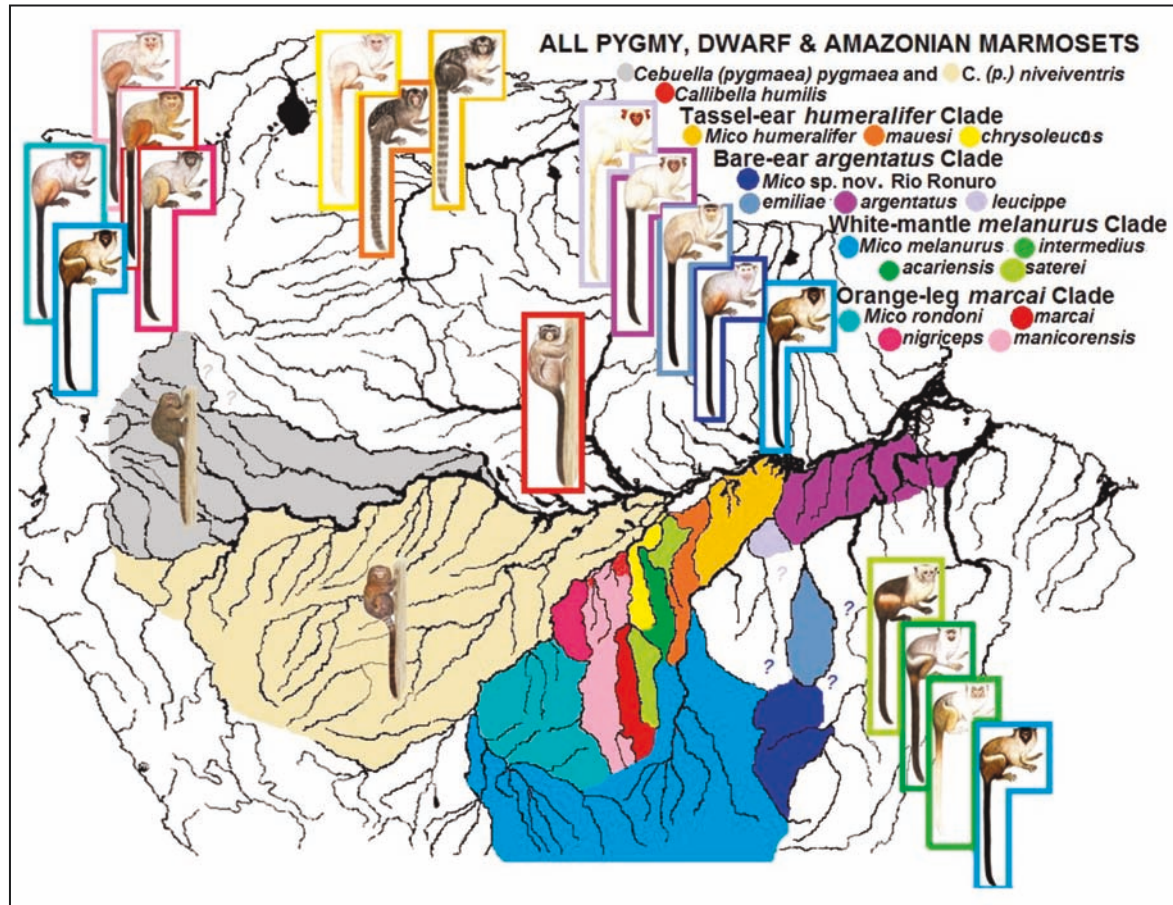 ALL PYGMY, DWARF & AMAZONIAN MARMOSETS
Cebuella (pygmaea) pygmaea and C. (p.) niveiventris
Callibella humilis
Tassel-ear humeralifer Clade
Mico humeralifer mauesi chrysoleucos
Bare-ear argentatus Clade
Mico sp. nov. Rio Ronuro
emiliae argentatus leucippe
White-mantle melanurus Clade
Mico melanurus intermedius
acariensis saterei
Orange-leg marcai Clade
Mico rondoni marcai
nigriceps manicorensis
?
?
?
?
?